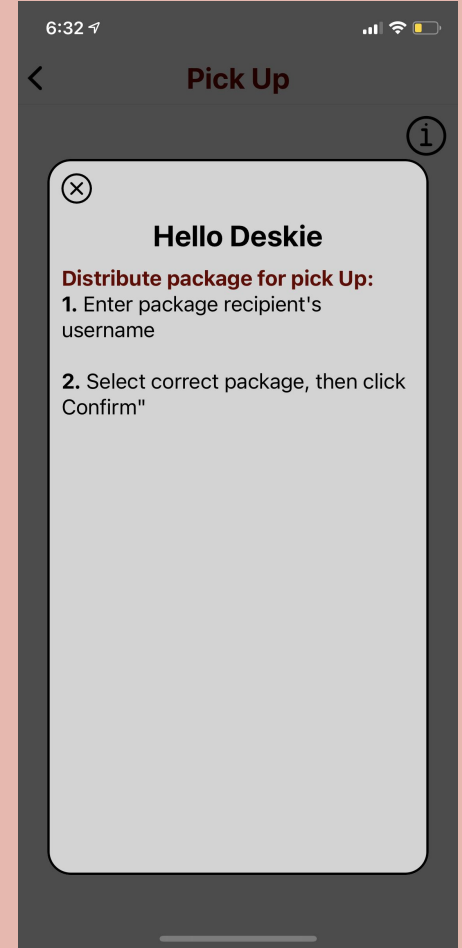 6:32
Pick Up
i
Hello Deskie
Distribute package for pick Up:
1. Enter package recipient's
username
2. Select correct package, then click
Confirm"